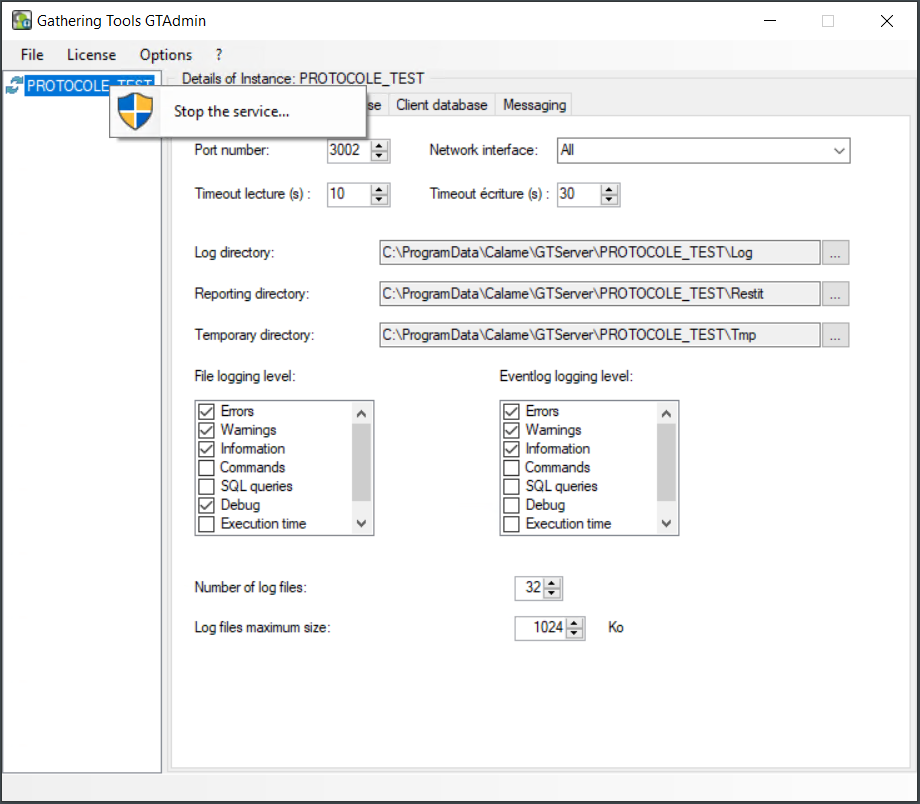 Gathering Tools GTAdmin
File License Options ?
PROTOCOLE_TEST Details of Instance: PROTOCOLE_TEST
Stop the service... Client database Messaging
Port number: 3002 Network interface: All
Timeout lecture (s) : 10 Timeout écriture (s) : 30
Log directory: C:\ProgramData\Calame\GTServer\PROTOCOLE_TEST\Log ...
Reporting directory: C:\ProgramData\Calame\GTServer\PROTOCOLE_TEST\Restit ...
Temporary directory: C:\ProgramData\Calame\GTServer\PROTOCOLE_TEST\Tmp ...
File logging level: Eventlog logging level:
Errors Errors
Warnings Warnings
Information Information
Commands Commands
SQL queries SQL queries
Debug Debug
Execution time Execution time
Number of log files: 32
Log files maximum size: 1024 Ko